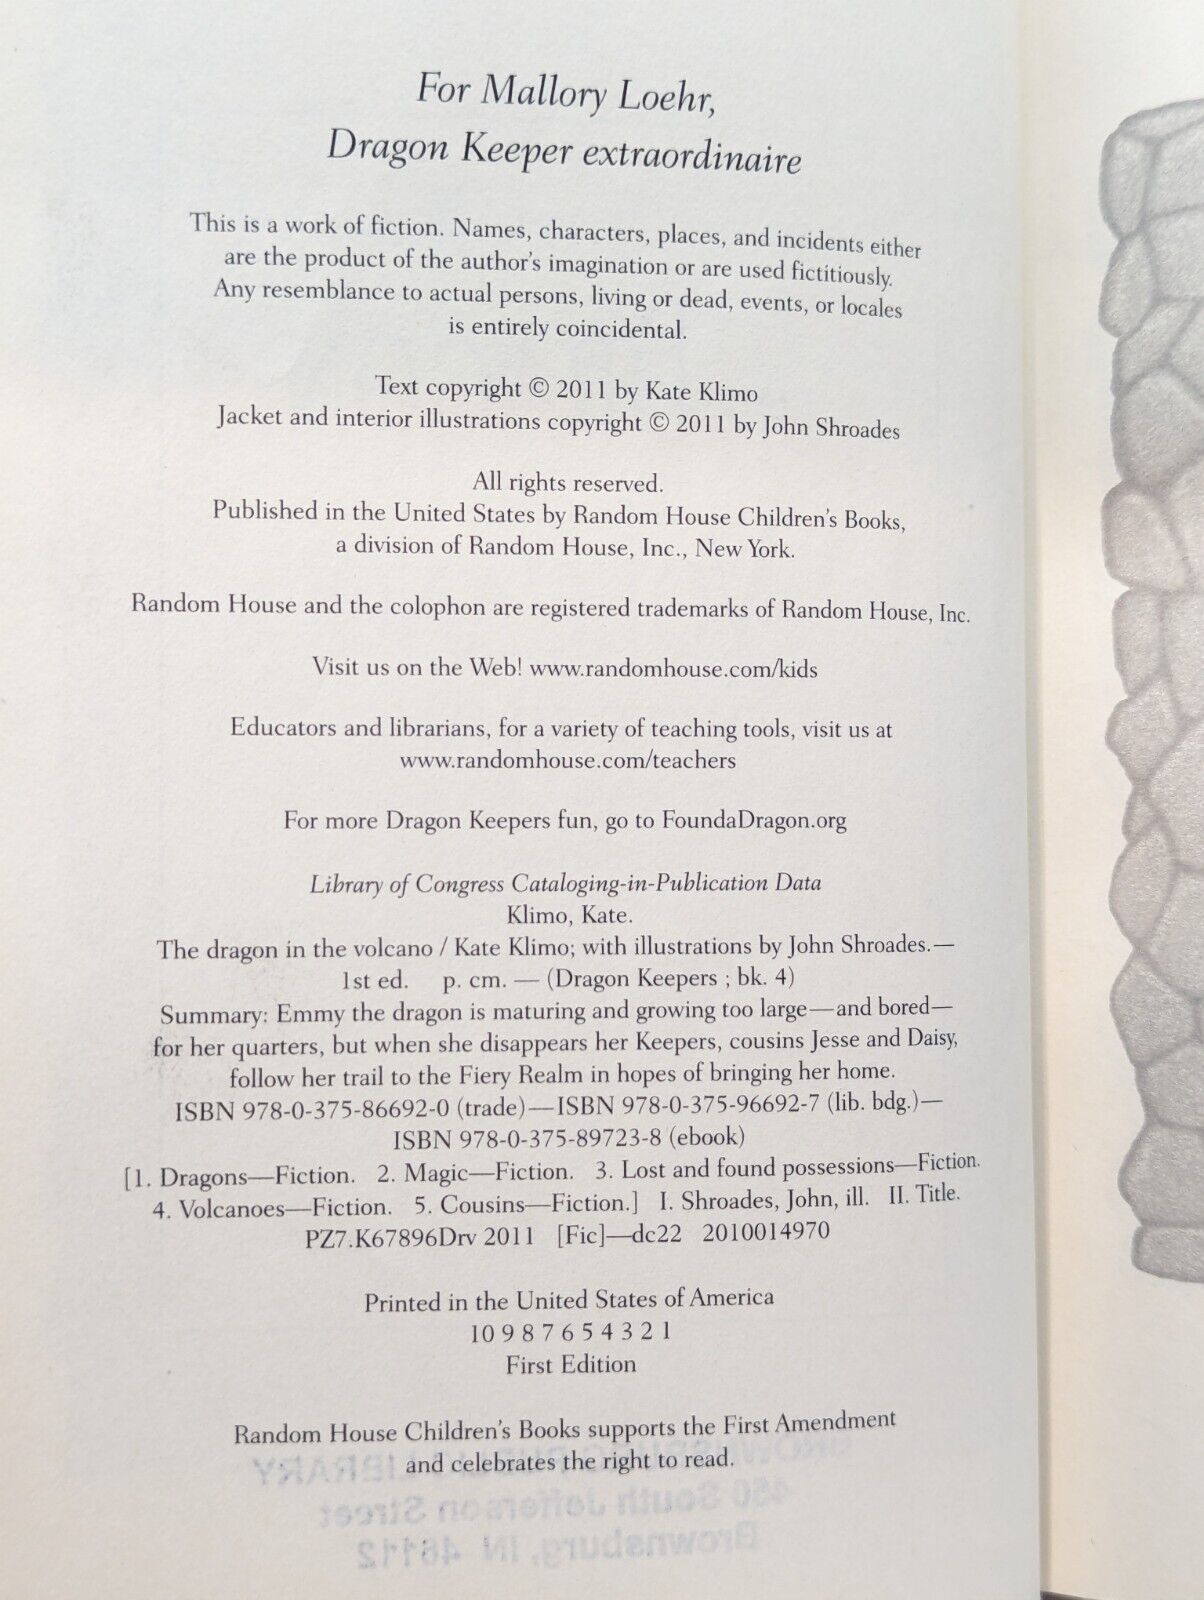 For Mallory Loehr,
Dragon Keeper extraordinaire
This is a work of fiction. Names, characters, places, and incidents either
are the product of the author's imagination or are used fictitiously.
Any resemblance to actual persons, living or dead, events, or locales
is entirely coincidental.
Text copyright © 2011 by Kate Klimo
Jacket and interior illustrations copyright © 2011 by John Shroades
All rights reserved.
Published in the United States by Random House Children's Books,
a division of Random House, Inc., New York.
Random House and the colophon are registered trademarks of Random House, Inc.
Visit us on the Web! www.randomhouse.com/kids
Educators and librarians, for a variety of teaching tools, visit us at
www.randomhouse.com/teachers
For more Dragon Keepers fun, go to FoundaDragon.org
Library of Congress Cataloging-in-Publication Data
Klimo, Kate.
The dragon in the volcano / Kate Klimo; with illustrations by John Shroades.—
1st ed. p. cm. — (Dragon Keepers ; bk. 4)
Summary: Emmy the dragon is maturing and growing too large—and bored—
for her quarters, but when she disappears her Keepers, cousins Jesse and Daisy,
follow her trail to the Fiery Realm in hopes of bringing her home.
ISBN 978-0-375-86692-0 (trade)—ISBN 978-0-375-96692-7 (lib. bdg.)—
ISBN 978-0-375-89723-8 (ebook)
[1. Dragons—Fiction. 2. Magic—Fiction. 3. Lost and found possessions—Fiction.
4. Volcanoes—Fiction. 5. Cousins—Fiction.] I. Shroades, John, ill. II. Title.
PZ7.K67896Drv 2011 [Fic]—dc22 2010014970
Printed in the United States of America
10 9 8 7 6 5 4 3 2 1
First Edition
Random House Children's Books supports the First Amendment
and celebrates the right to read.
LIBRARY
450 South Jefferson Street
Brownsburg, IN 46112